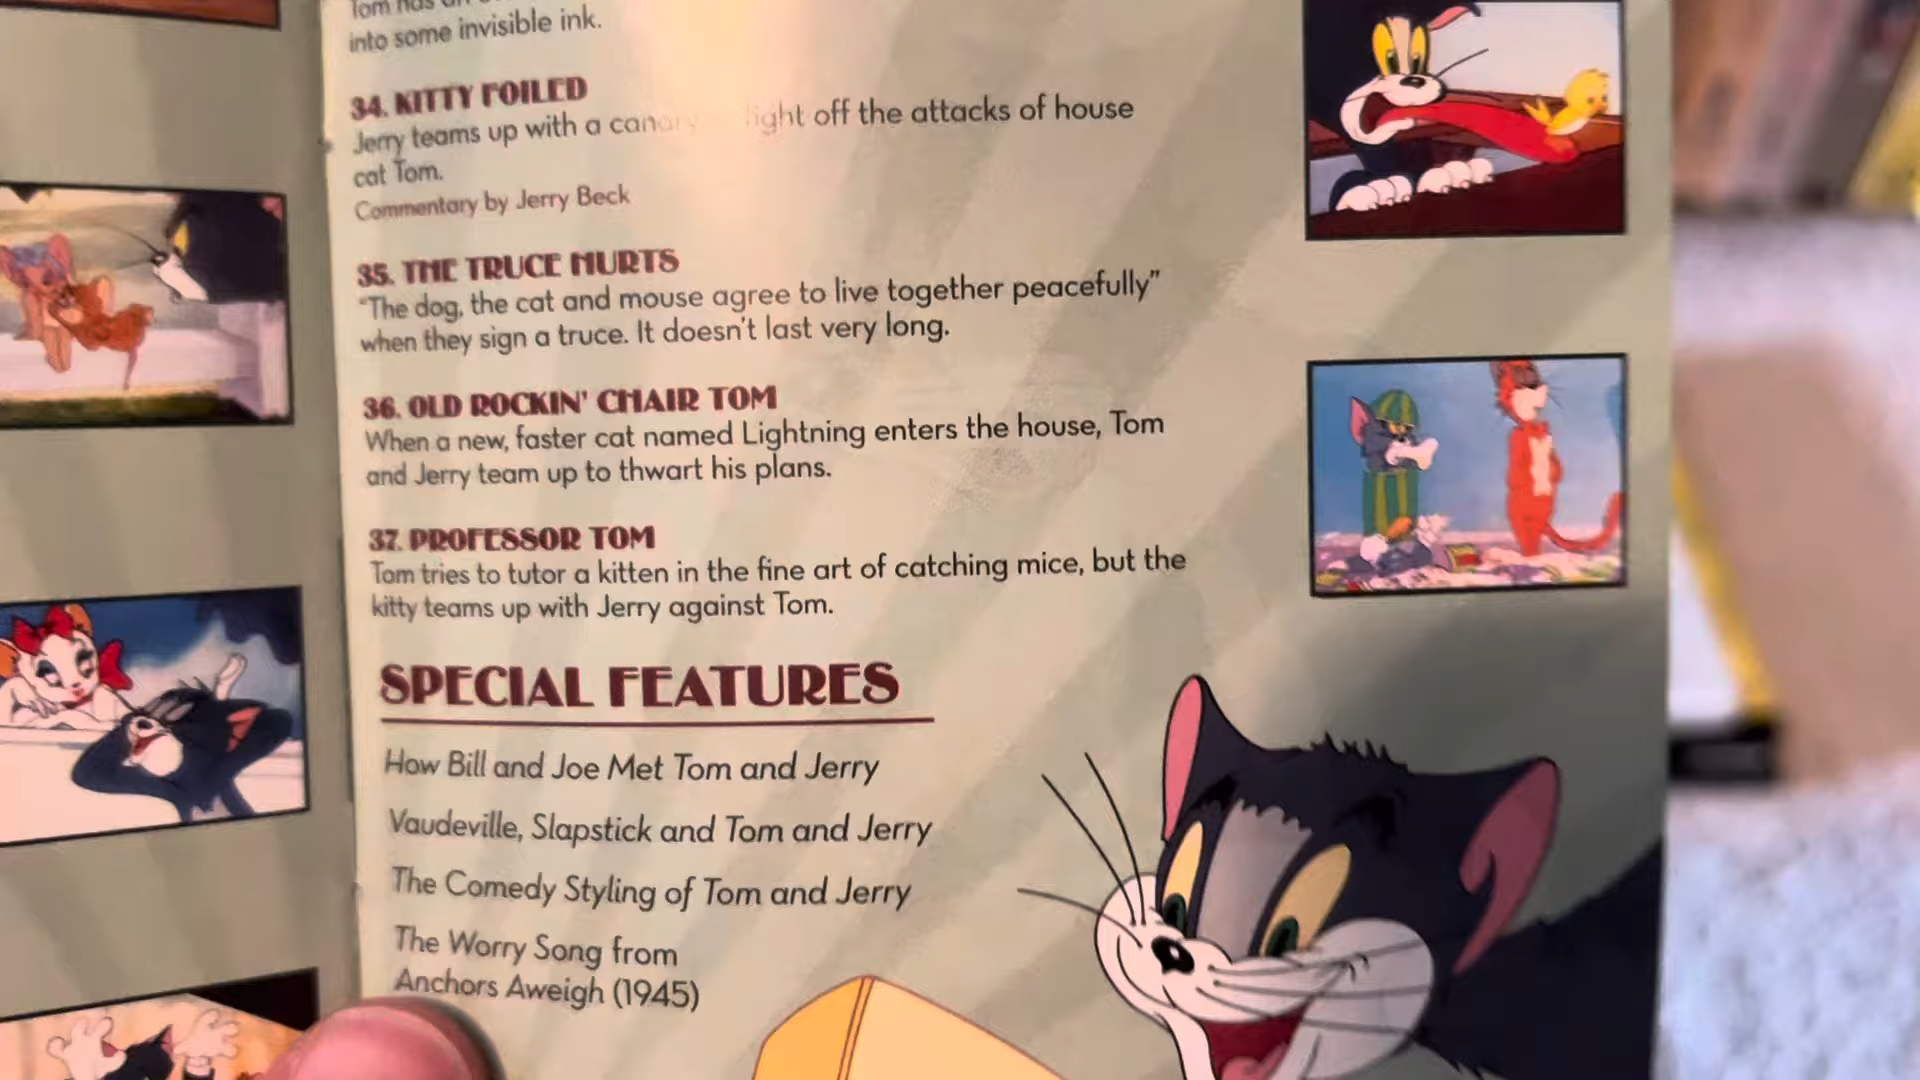 Tom has an
into some invisible ink.
34. KITTY FOILED
Jerry teams up with a canary fight off the attacks of house
cat Tom.
Commentary by Jerry Beck
35. THE TRUCE HURTS
“The dog, the cat and mouse agree to live together peacefully”
when they sign a truce. It doesn't last very long.
36. OLD ROCKIN' CHAIR TOM
When a new, faster cat named Lightning enters the house, Tom
and Jerry team up to thwart his plans.
37. PROFESSOR TOM
Tom tries to tutor a kitten in the fine art of catching mice, but the
kitty teams up with Jerry against Tom.
SPECIAL FEATURES
How Bill and Joe Met Tom and Jerry
Vaudeville, Slapstick and Tom and Jerry
The Comedy Styling of Tom and Jerry
The Worry Song from
Anchors Aweigh (1945)